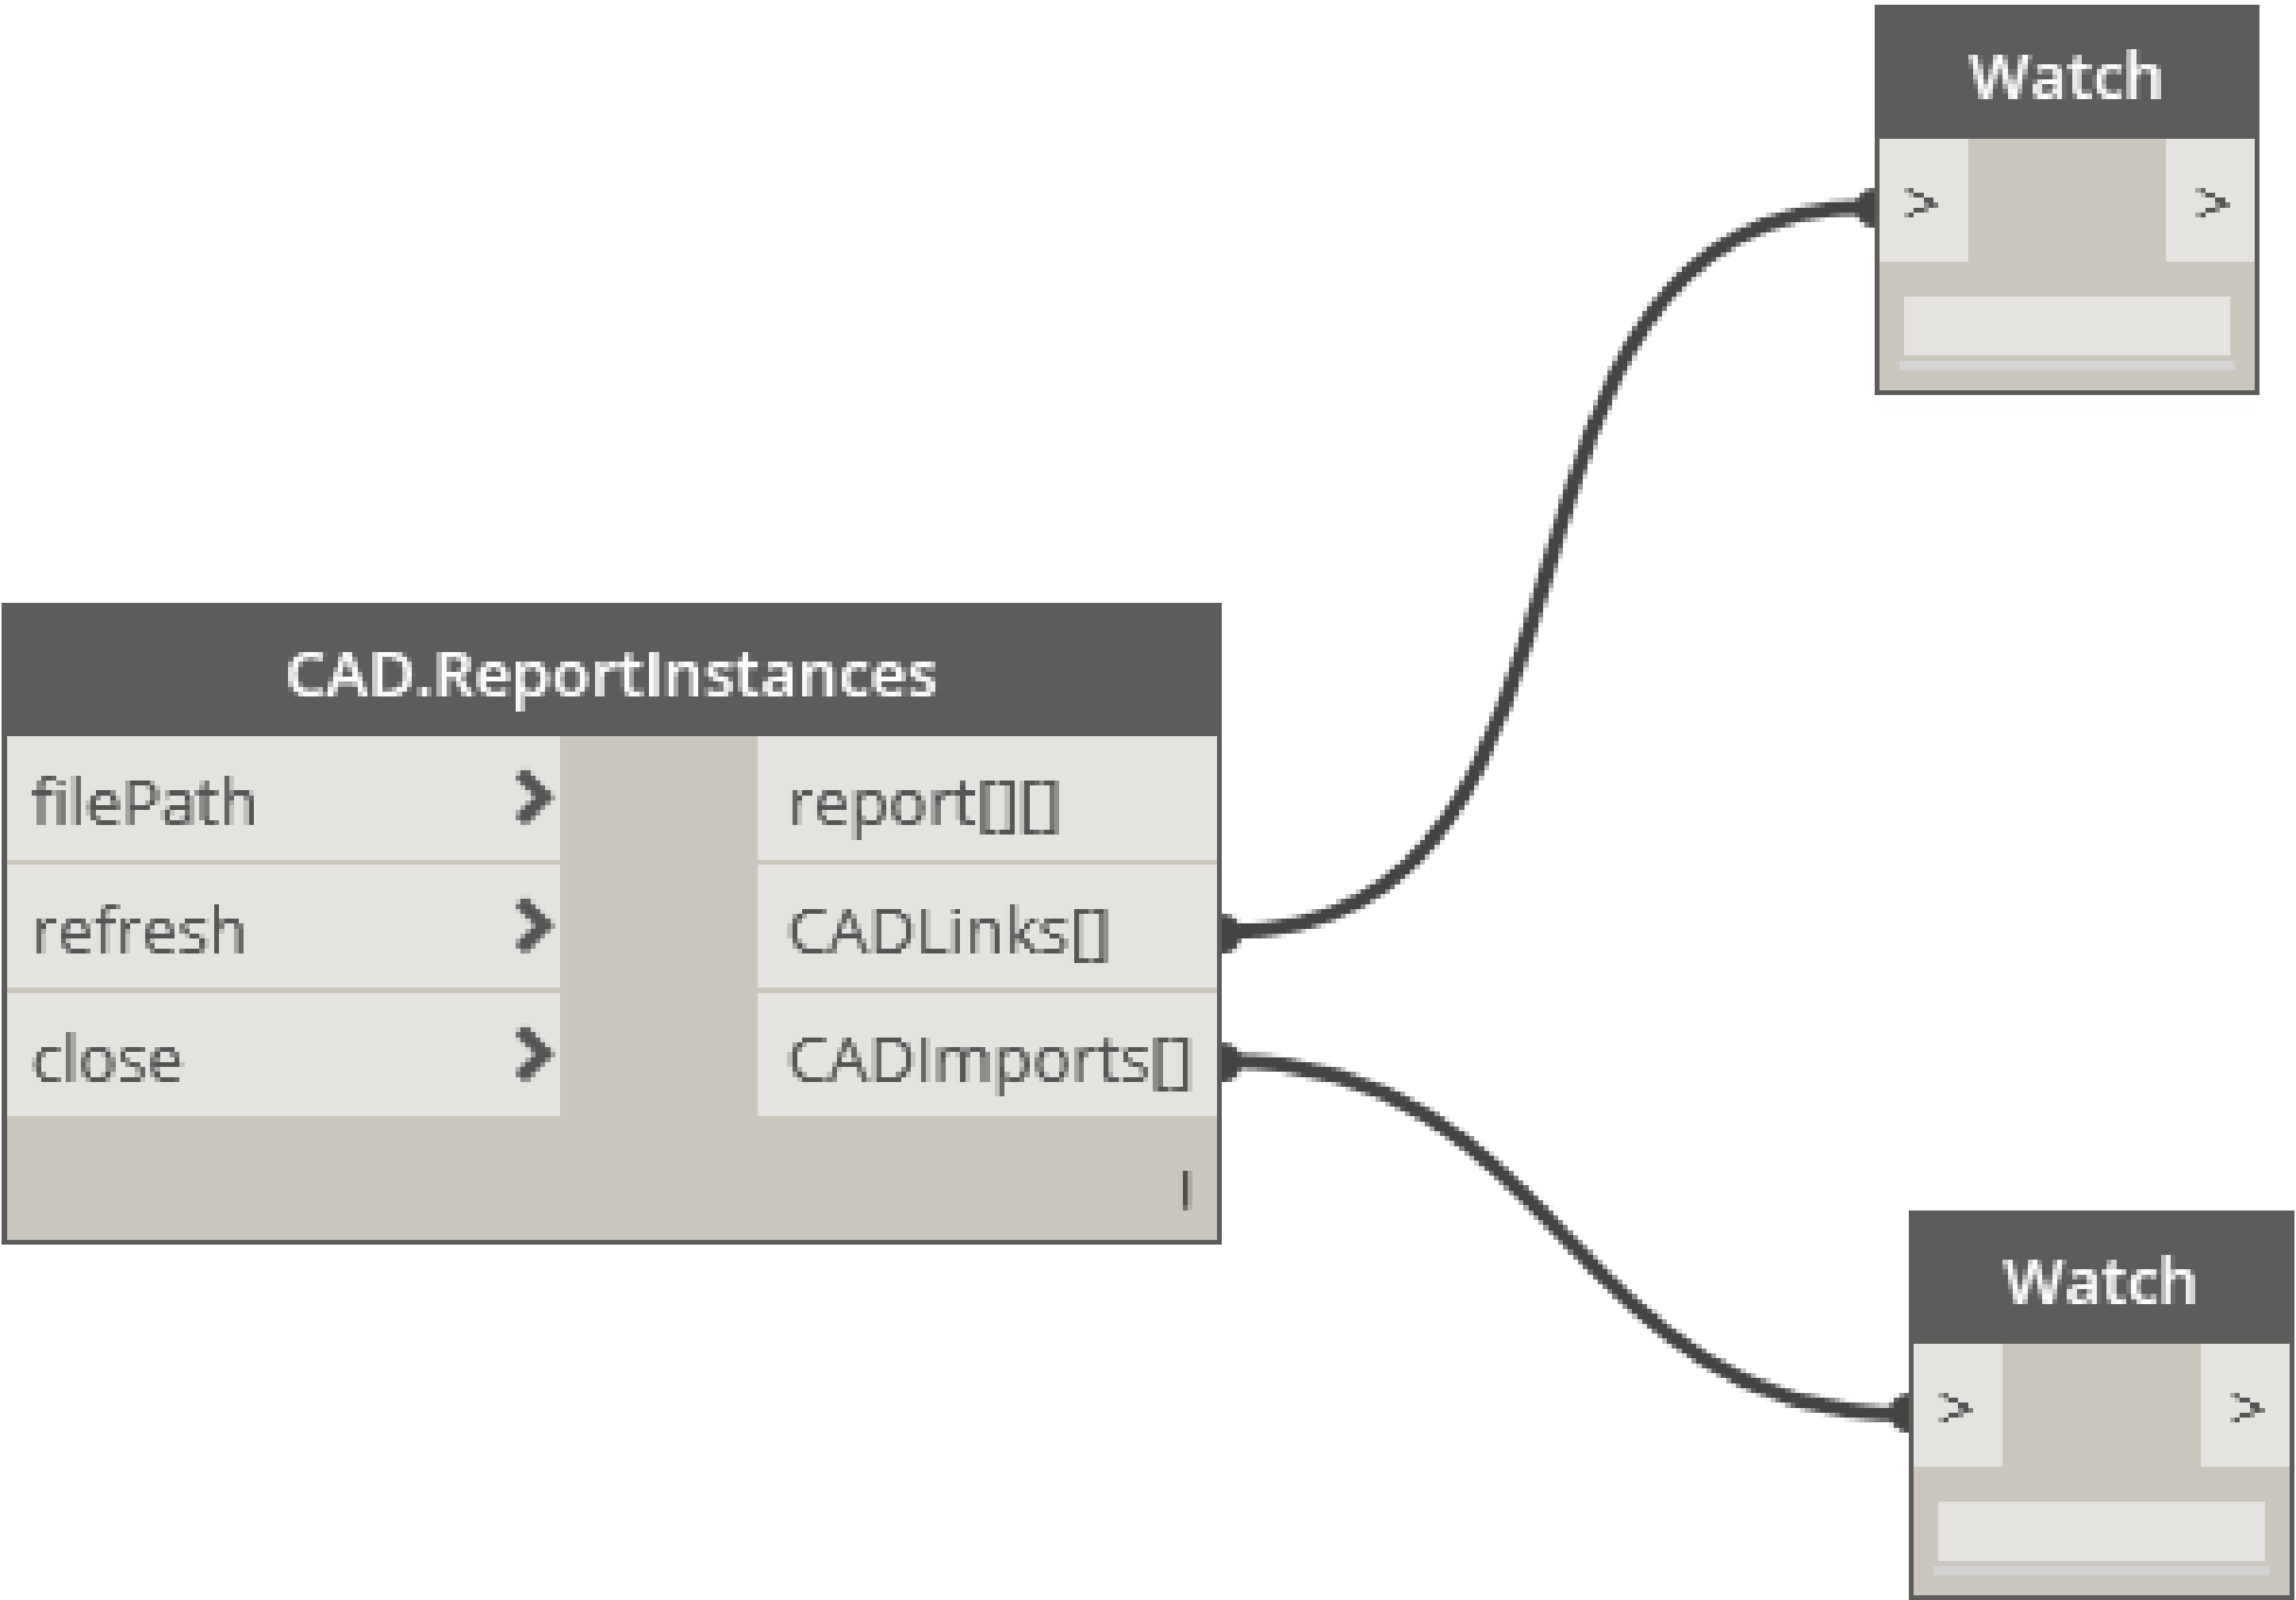 Watch
> >
CAD.ReportInstances
filePath report[][]
refresh CADLinks[]
close CADImports[]
|
Watch
> >